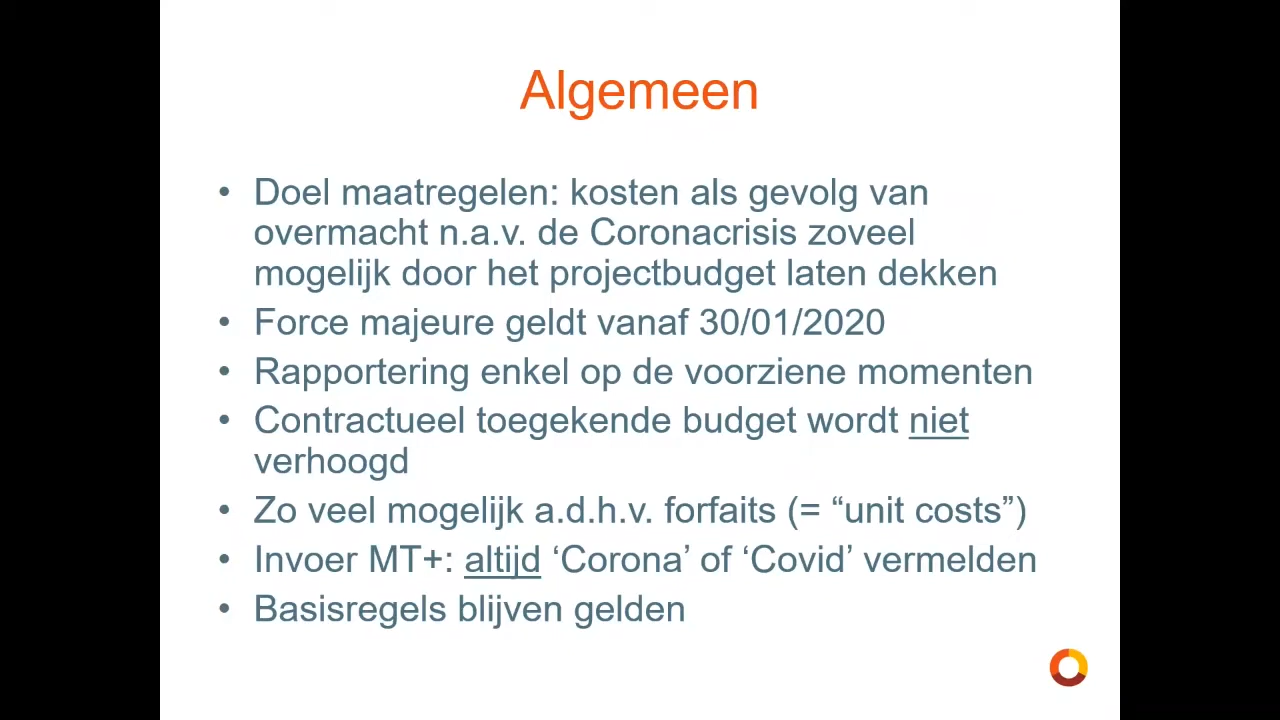 Algemeen
• Doel maatregelen: kosten als gevolg van
overmacht n.a.v. de Coronacrisis zoveel
mogelijk door het projectbudget laten dekken
• Force majeure geldt vanaf 30/01/2020
• Rapportering enkel op de voorziene momenten
• Contractueel toegekende budget wordt niet
verhoogd
• Zo veel mogelijk a.d.h.v. forfaits (= “unit costs”)
• Invoer MT+: altijd ‘Corona’ of ‘Covid’ vermelden
• Basisregels blijven gelden